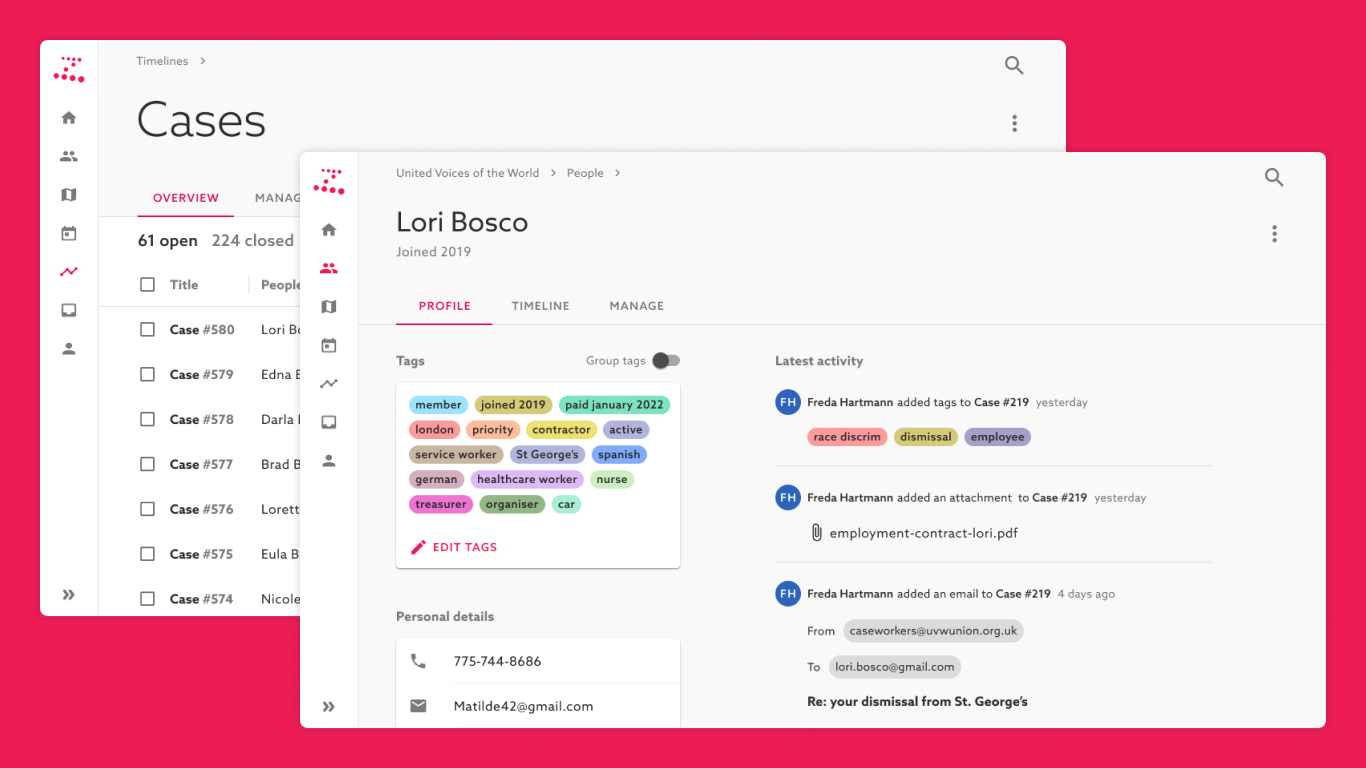 Timelines
Cases
OVERVIEW MANAG
61 open 224 closed
Title People
Case #580 Lori Bo
Case #579 Edna B
Case #578 Darla
Case #577 Brad B
Case #576 Lorett
Case #575 Eula B
Case #574 Nicole
United Voices of the World > People >
Lori Bosco
Joined 2019
PROFILE TIMELINE MANAGE
Tags Group tags
member joined 2019 paid january 2022
london priority contractor active
service worker St George's spanish
german healthcare worker nurse
treasurer organiser car
EDIT TAGS
Personal details
775-744-8686
Matilde42@gmail.com
Latest activity
FH Freda Hartmann added tags to Case #219 yesterday
race discrim dismissal employee
FH Freda Hartmann added an attachment to Case #219 yesterday
employment-contract-lori.pdf
FH Freda Hartmann added an email to Case #219 4 days ago
From caseworkers@uvwunion.org.uk
To lori.bosco@gmail.com
Re: your dismissal from St. George's